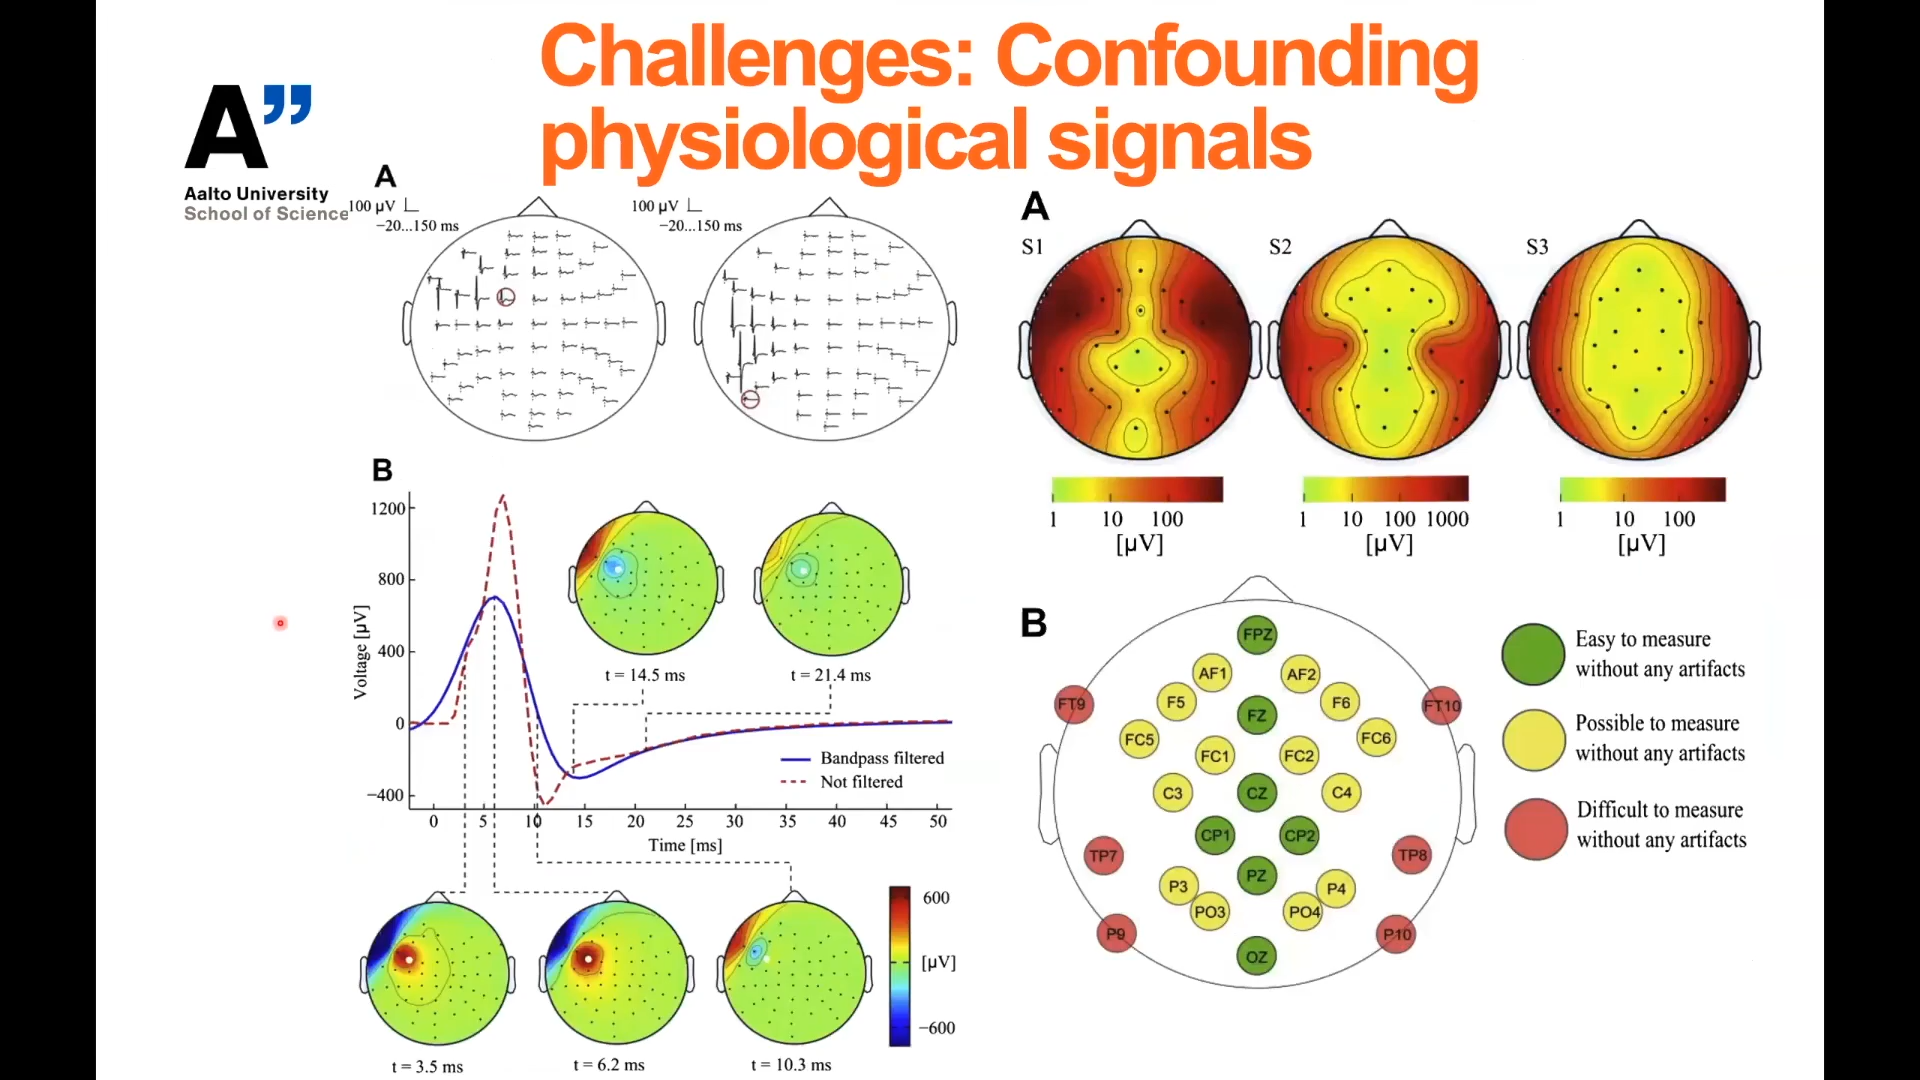 Challenges: Confounding
physiological signals
A”
Aalto University
School of Science
A
100 µV
−20...150 ms
100 µV
−20...150 ms
B
1200
800
400
0
−400
Voltage [µV]
0 5 10 15 20 25 30 35 40 45 50
Time [ms]
Bandpass filtered
Not filtered
t = 14.5 ms
t = 21.4 ms
t = 3.5 ms
t = 6.2 ms
t = 10.3 ms
600
[µV]
−600
A
S1
S2
S3
1 10 100
[µV]
1 10 100 1000
[µV]
1 10 100
[µV]
B
FPZ
AF1
AF2
FT9
F5
F6
FT10
FZ
FC5
FC6
FC1
FC2
C3
CZ
C4
CP1
CP2
TP7
TP8
PZ
P3
P4
PO3
PO4
P9
P10
OZ
Easy to measure
without any artifacts
Possible to measure
without any artifacts
Difficult to measure
without any artifacts